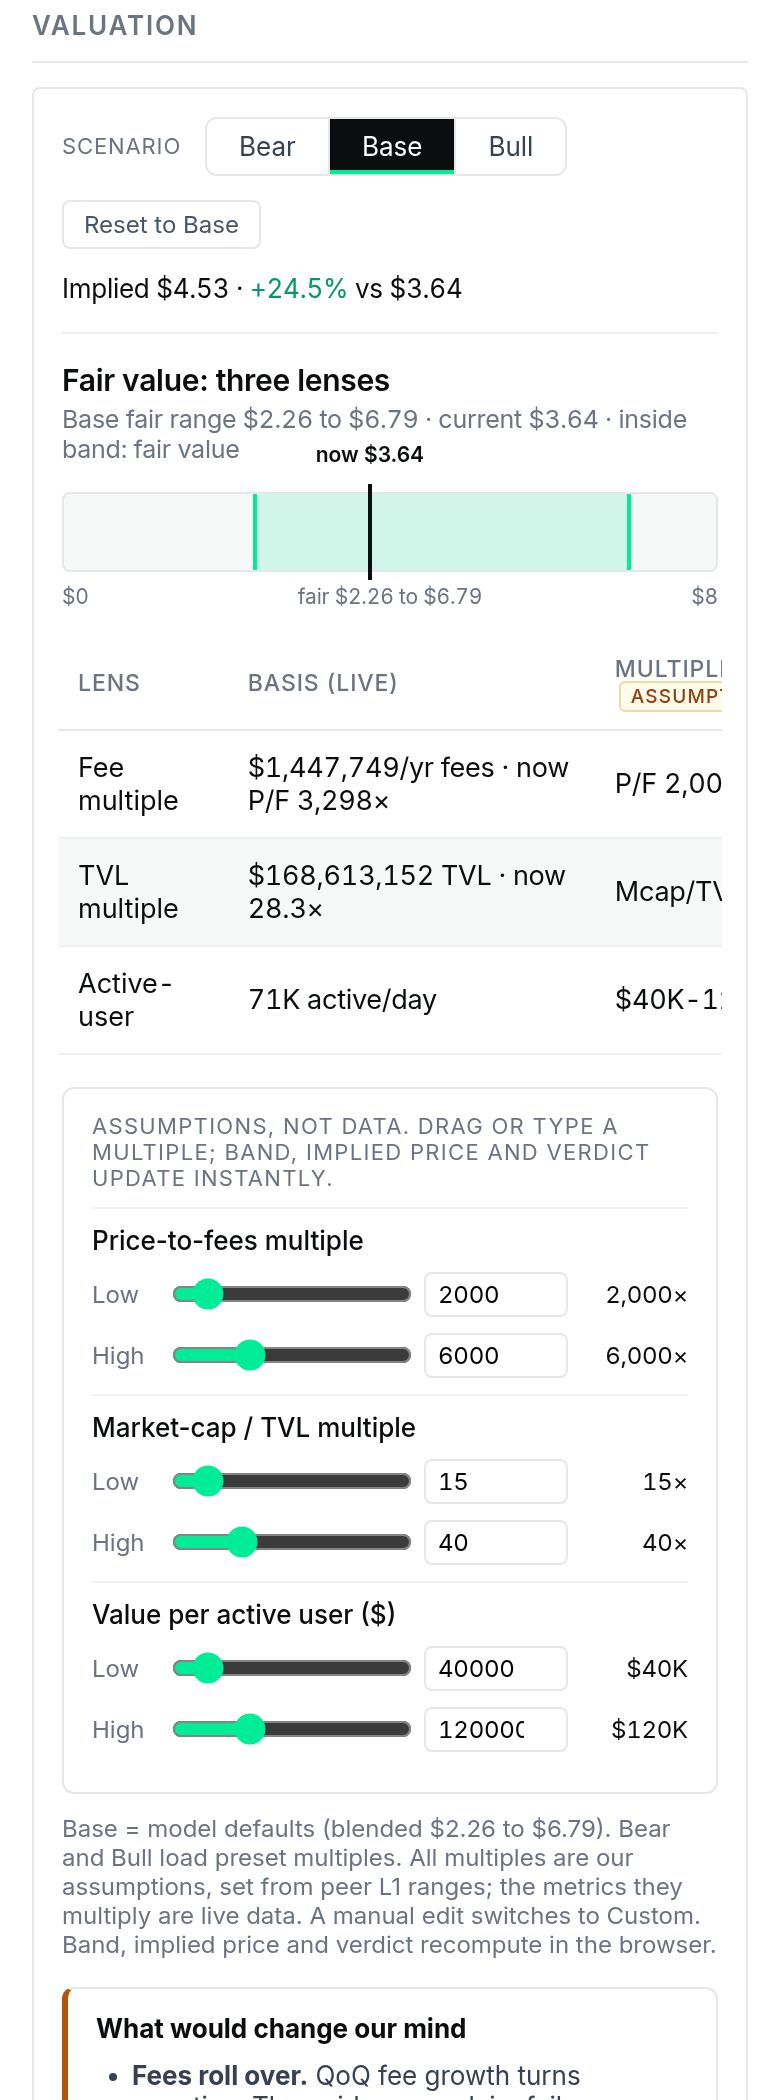 VALUATION
SCENARIO Bear Base Bull
Reset to Base
Implied $4.53 · +24.5% vs $3.64
Fair value: three lenses
Base fair range $2.26 to $6.79 · current $3.64 · inside
band: fair value
now $3.64
$0 fair $2.26 to $6.79 $8
LENS BASIS (LIVE) MULTIPL
ASSUMPT
Fee
multiple
$1,447,749/yr fees · now
P/F 3,298×
P/F 2,00
TVL
multiple
$168,613,152 TVL · now
28.3×
Mcap/TV
Active-
user
71K active/day
$40K-1
ASSUMPTIONS, NOT DATA. DRAG OR TYPE A
MULTIPLE; BAND, IMPLIED PRICE AND VERDICT
UPDATE INSTANTLY.
Price-to-fees multiple
Low 2000 2,000×
High 6000 6,000×
Market-cap / TVL multiple
Low 15 15×
High 40 40×
Value per active user ($)
Low 40000 $40K
High 120000 $120K
Base = model defaults (blended $2.26 to $6.79). Bear
and Bull load preset multiples. All multiples are our
assumptions, set from peer L1 ranges; the metrics they
multiply are live data. A manual edit switches to Custom.
Band, implied price and verdict recompute in the browser.
What would change our mind
• Fees roll over. QoQ fee growth turns